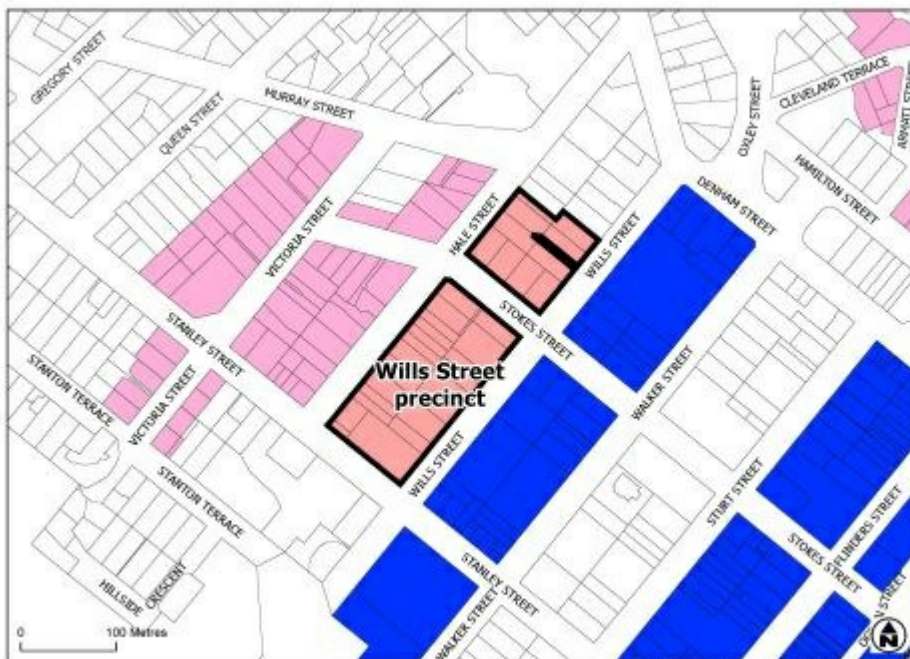 GREGORY STREET
QUEEN STREET
MURRAY STREET
OXLEY STREET
CLEVELAND TERRACE
HAMILTON STREET
DENHAM STREET
VICTORIA STREET
HALE STREET
WILLS STREET
STOKES STREET
STANLEY STREET
STANTON TERRACE
VICTORIA STREET
Wills Street
precinct
WALKER STREET
WILLS STREET
STANTON TERRACE
STURT STREET
FLINDERS STREET
STOKES STREET
STANLEY STREET
HILLSIDE
CRESCENT
WALKER STREET
0
100 Metres
N